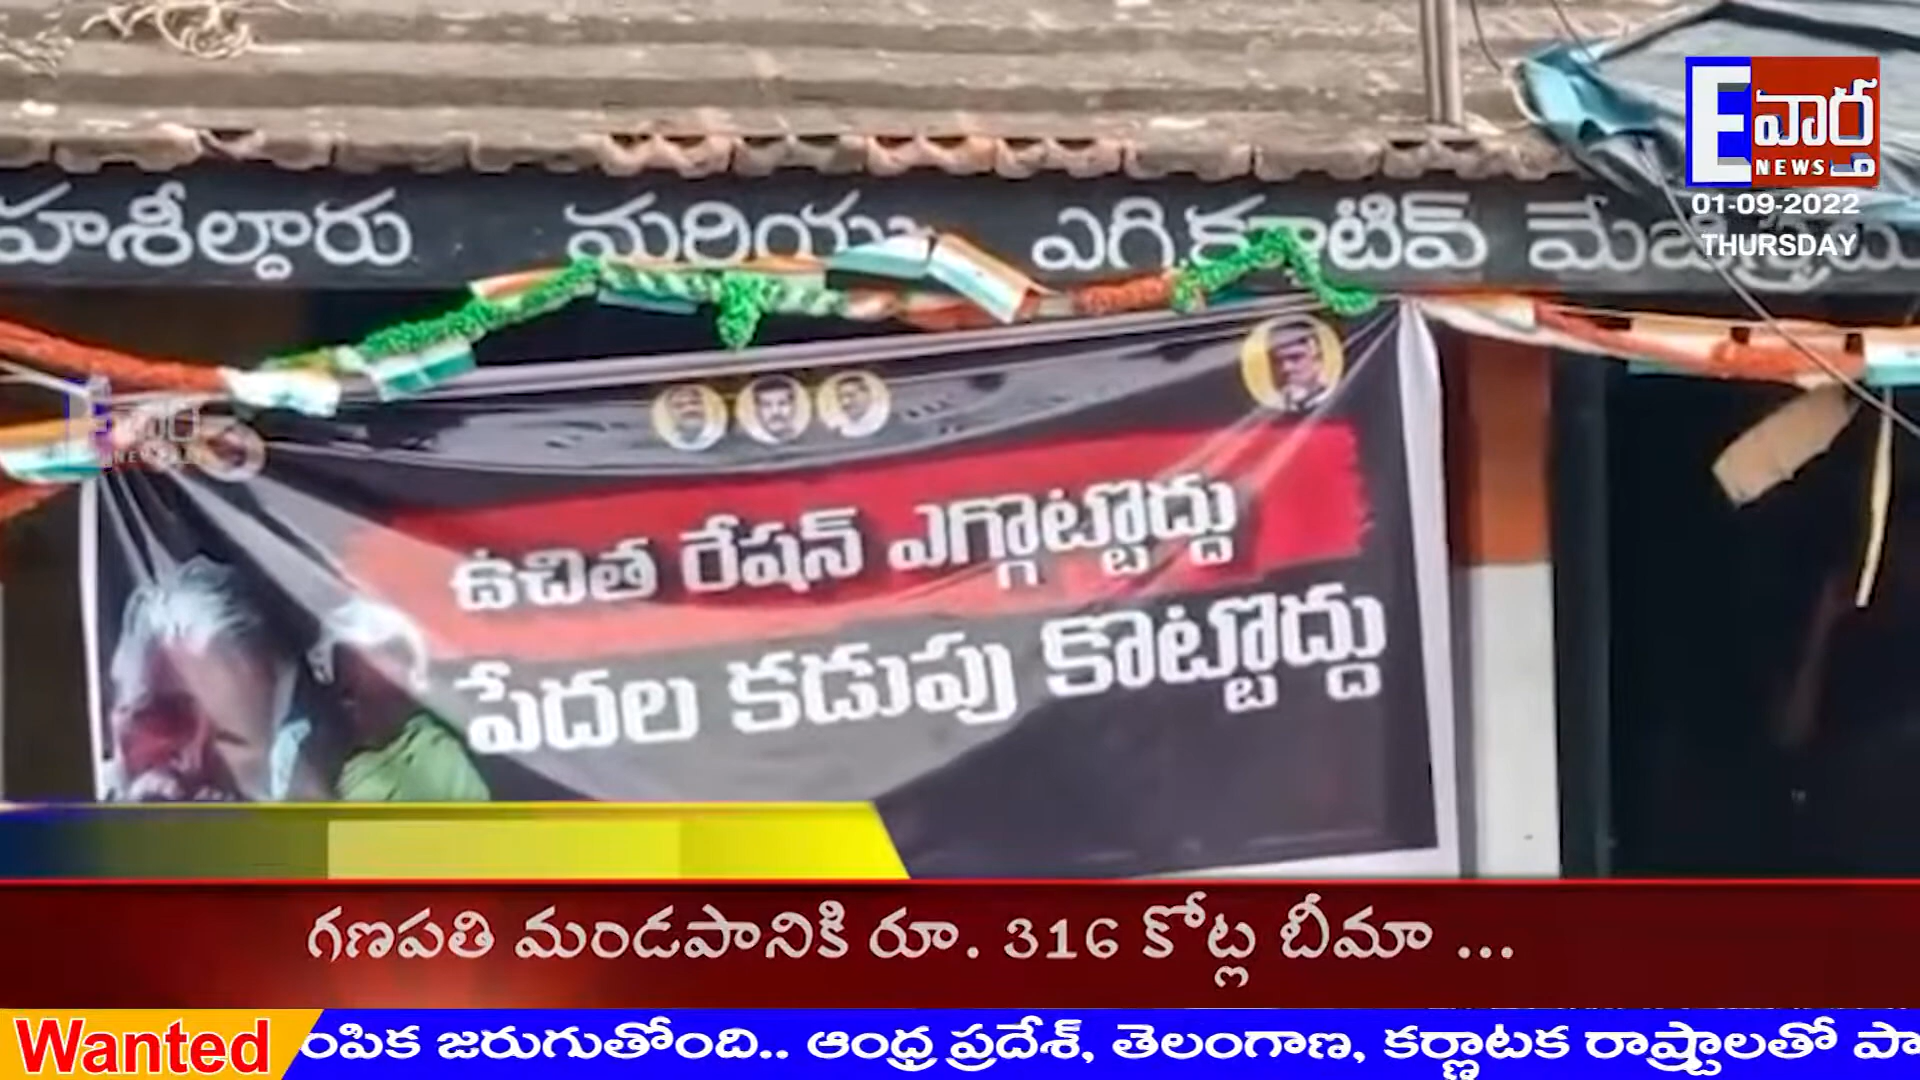 E వార్త
NEWS
01-09-2022
THURSDAY
హశీల్దారు మరియు ఎగ్జిక్యూటివ్
ఉచిత రేషన్ ఎగ్గొట్టొద్దు
పేదల కడుపు కొట్టొద్దు
గణపతి మండపానికి రూ. 316 కోట్ల బీమా ...
Wanted ంపిక జరుగుతోంది.. ఆంధ్ర ప్రదేశ్, తెలంగాణ, కర్ణాటక రాష్ట్రాలతో పా